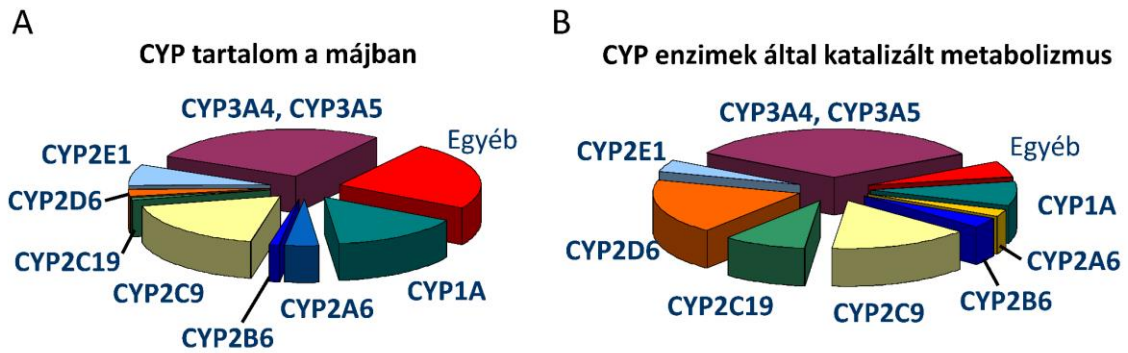 A
CYP tartalom a májban
CYP3A4, CYP3A5
Egyéb
CYP2E1
CYP2D6
CYP2C19
CYP2C9
CYP2B6
CYP2A6
CYP1A
B
CYP enzimek által katalizált metabolizmus
CYP3A4, CYP3A5
Egyéb
CYP2E1
CYP1A
CYP2D6
CYP2A6
CYP2C19
CYP2C9
CYP2B6